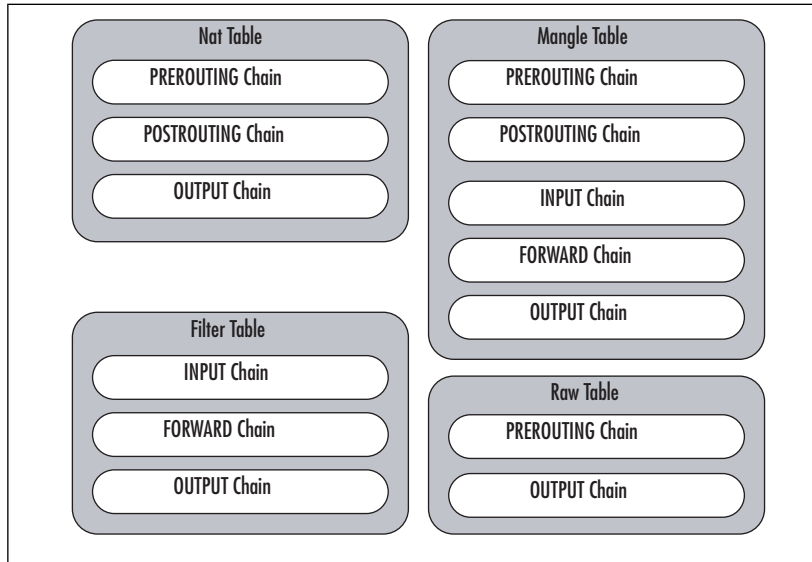 Nat Table
PREROUTING Chain
POSTROUTING Chain
OUTPUT Chain
Mangle Table
PREROUTING Chain
POSTROUTING Chain
INPUT Chain
FORWARD Chain
OUTPUT Chain
Filter Table
INPUT Chain
FORWARD Chain
OUTPUT Chain
Raw Table
PREROUTING Chain
OUTPUT Chain